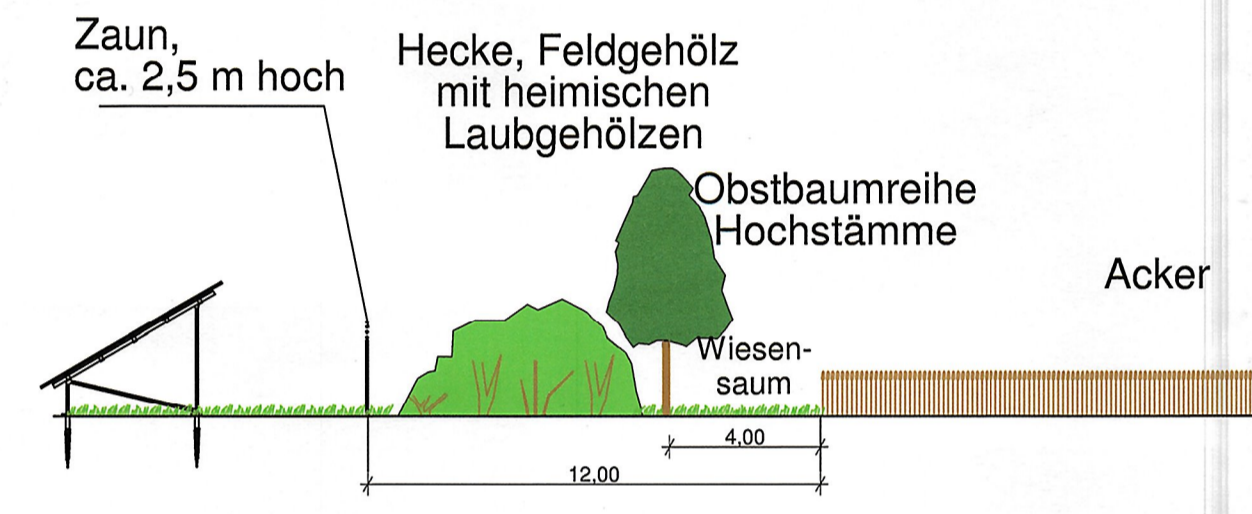 Zaun,
ca. 2,5 m hoch
Hecke, Feldgehölz
mit heimischen
Laubgehölzen
Obstbaumreihe
Hochstämme
Acker
Wiesen-
saum
4,00
12,00